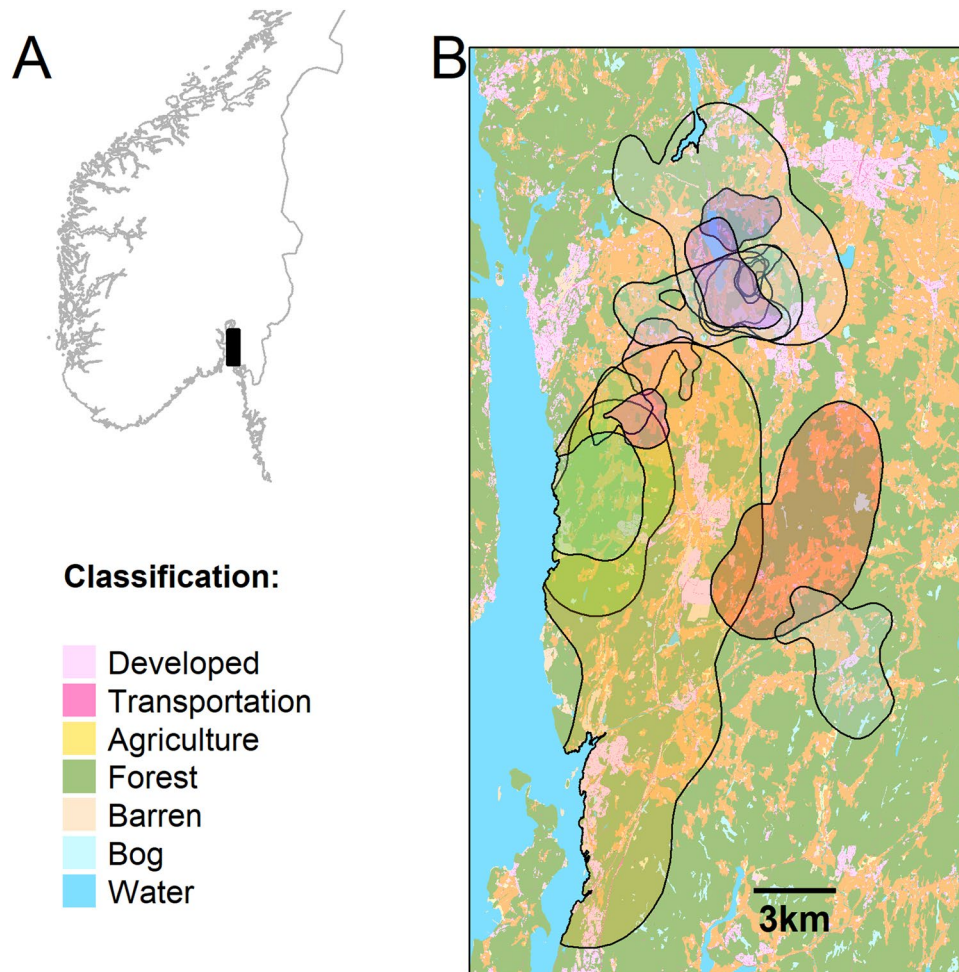 A
B
Classification:
Developed
Transportation
Agriculture
Forest
Barren
Bog
Water
3km